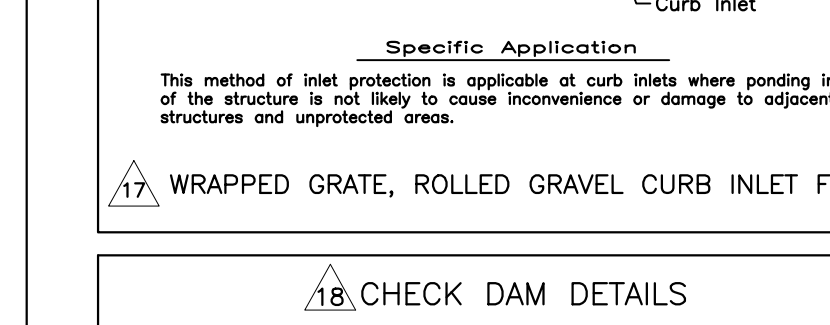 Curb Inlet
Specific Application
This method of inlet protection is applicable at curb inlets where ponding
of the structure is not likely to cause inconvenience or damage to adjacent
structures and unprotected areas.
17 WRAPPED GRATE, ROLLED GRAVEL CURB INLET
18 CHECK DAM DETAILS